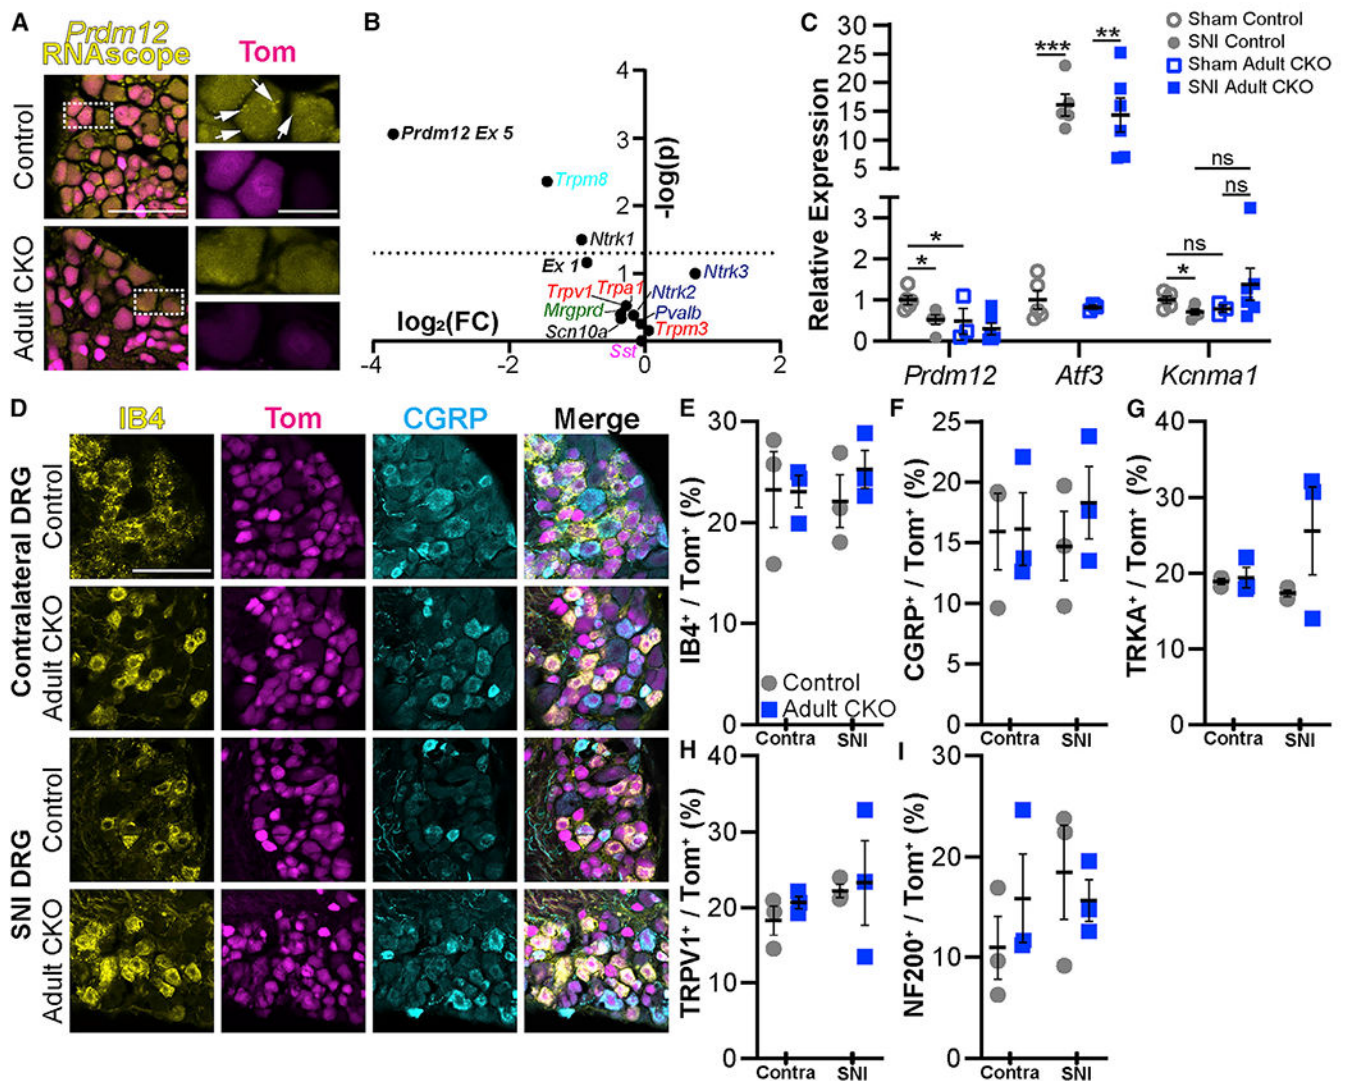 A
Prdm12
RNAscope
Tom
Control
Adult CKO
B
4
3
2
1
-log(p)
Prdm12 Ex 5
Trpm8
Ntrk1
Ex 1
Ntrk3
Trpv1
Trpa1
Ntrk2
Mrgprd
Pvalb
Scn10a
Trpm3
Sst
log₂(FC)
-4
-2
0
2
C
Relative Expression
30
25
20
15
10
5
3
2
1
0
Sham Control
SNI Control
Sham Adult CKO
SNI Adult CKO
***
**
*
*
ns
ns
ns
*
Prdm12
Atf3
Kcnma1
D
IB4
Tom
CGRP
Merge
Contralateral DRG
Control
Adult CKO
SNI DRG
Control
Adult CKO
E
IB4⁺ / Tom⁺ (%)
30
20
10
0
Control
Adult CKO
Contra
SNI
F
CGRP⁺ / Tom⁺ (%)
25
20
15
10
5
0
Contra
SNI
G
TRKA⁺ / Tom⁺ (%)
40
30
20
10
0
Contra
SNI
H
TRPV1⁺ / Tom⁺ (%)
40
30
20
10
0
Contra
SNI
I
NF200⁺ / Tom⁺ (%)
30
20
10
0
Contra
SNI